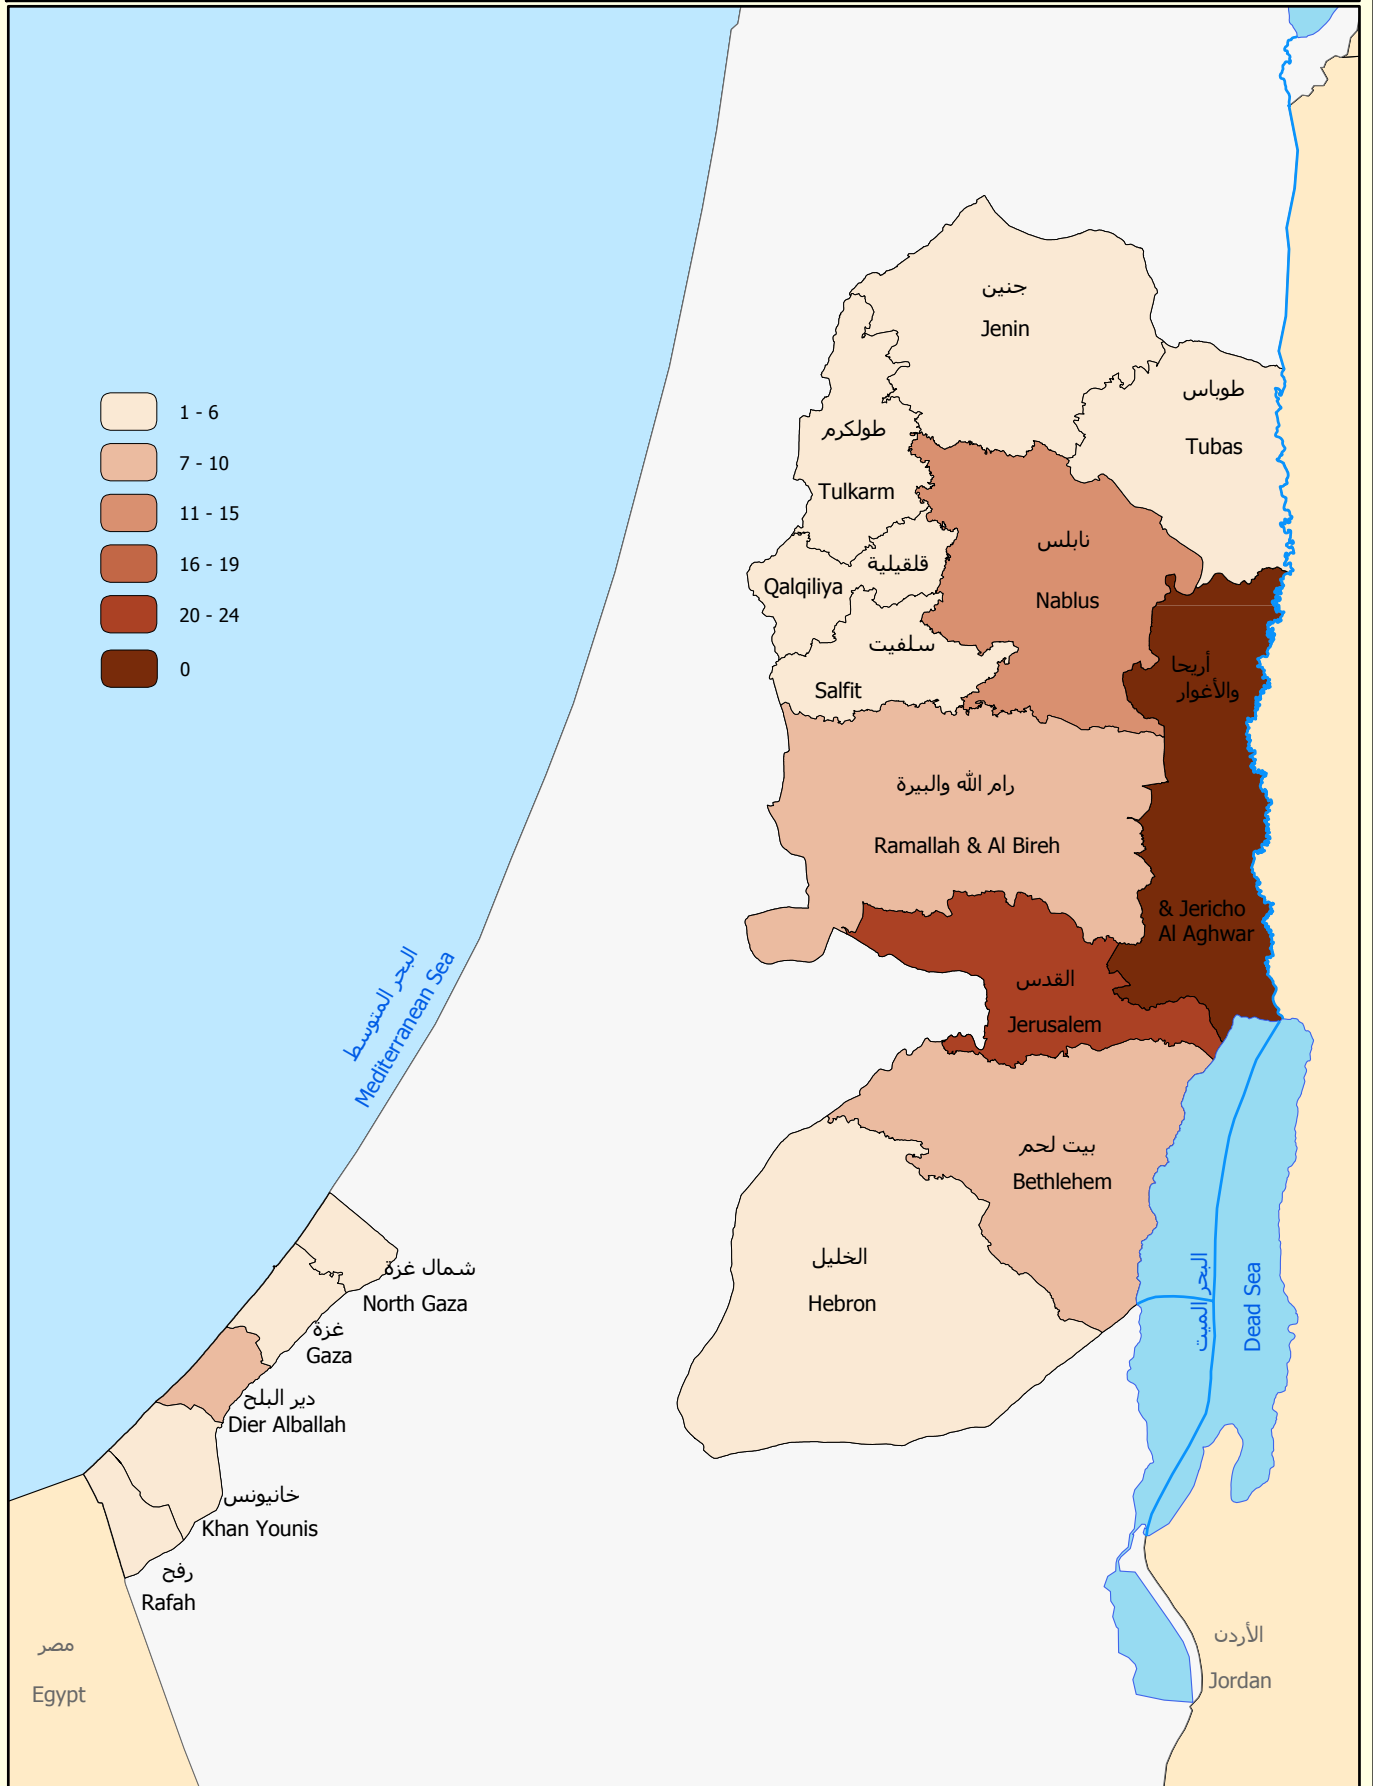 جنين
Jenin
طوباس
Tubas
1 - 6
7 - 10
11 - 15
16 - 19
20 - 24
0
طولكرم
Tulkarm
نابلس
Nablus
قلقيلية
Qalqiliya
سلفيت
Salfit
أريحا
والأغوار
رام الله والبيرة
Ramallah & Al Bireh
& Jericho
Al Aghwar
القدس
Jerusalem
البحر المتوسط
Mediterranean Sea
بيت لحم
Bethlehem
الخليل
Hebron
البحر الميت
Dead Sea
شمال غزة
North Gaza
غزة
Gaza
دير البلح
Dier Alballah
خانيونس
Khan Younis
رفح
Rafah
مصر
Egypt
الأردن
Jordan